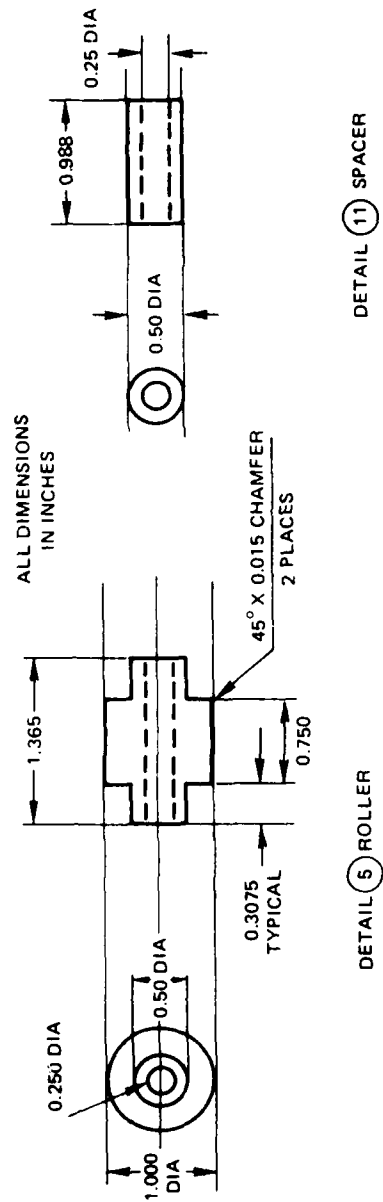 ALL DIMENSIONS
IN INCHES
0.250 DIA
1.000
DIA
0.50 DIA
1.365
0.3075
TYPICAL
0.750
45° X 0.015 CHAMFER
2 PLACES
DETAIL 5 ROLLER
0.50 DIA
0.988
0.25 DIA
DETAIL 11 SPACER